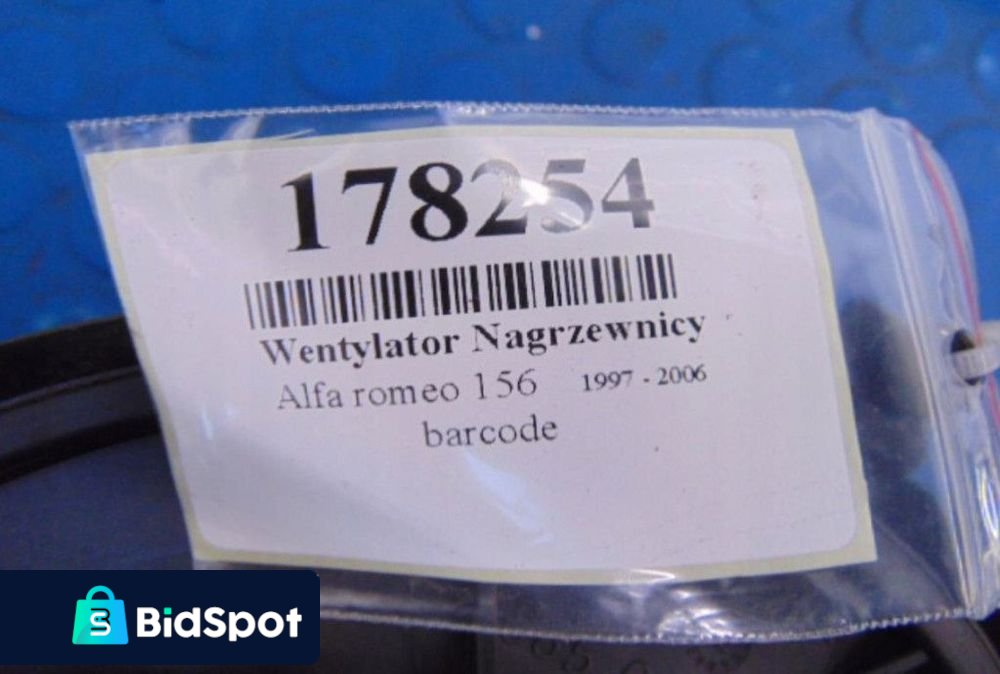 178254
Wentylator Nagrzewnicy
Alfa romeo 156 1997 - 2006
barcode
BidSpot